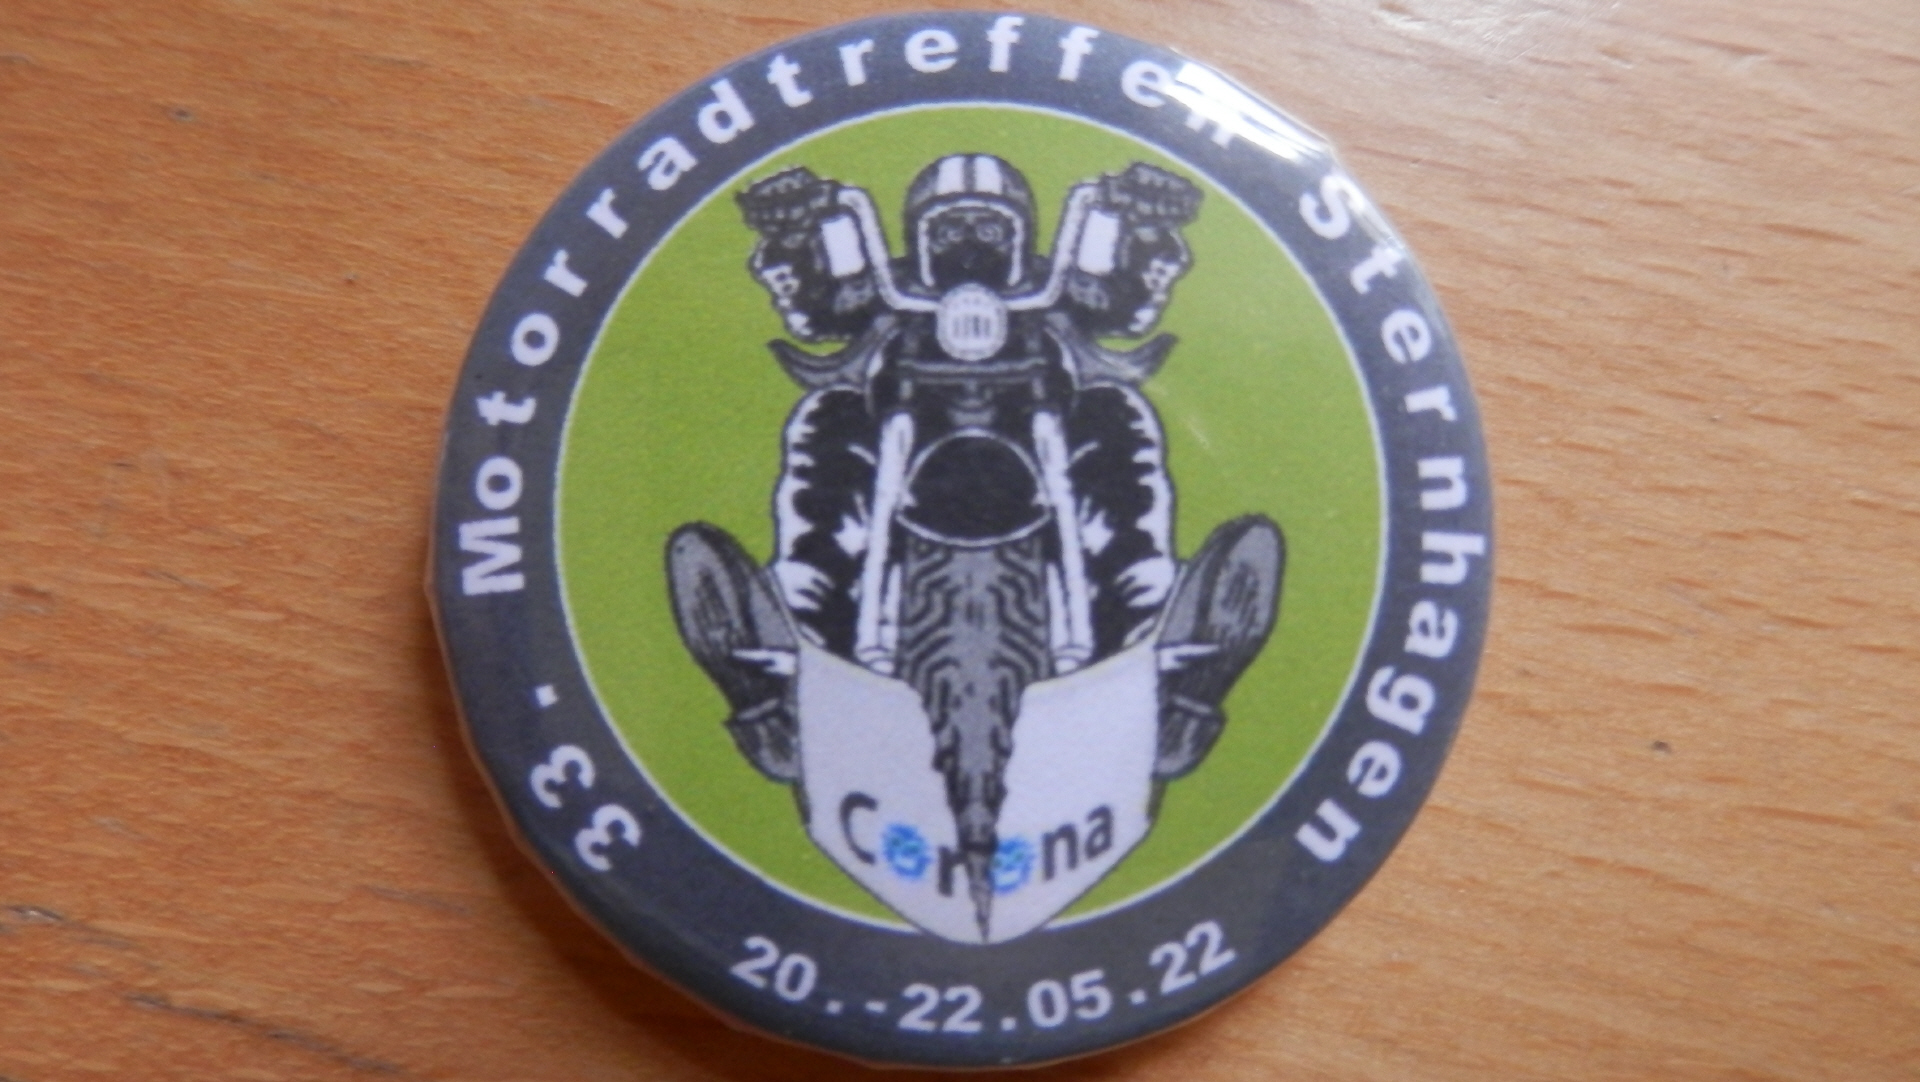 33. Motorradtreffen Sternhagen
Corona
20.-22.05.22